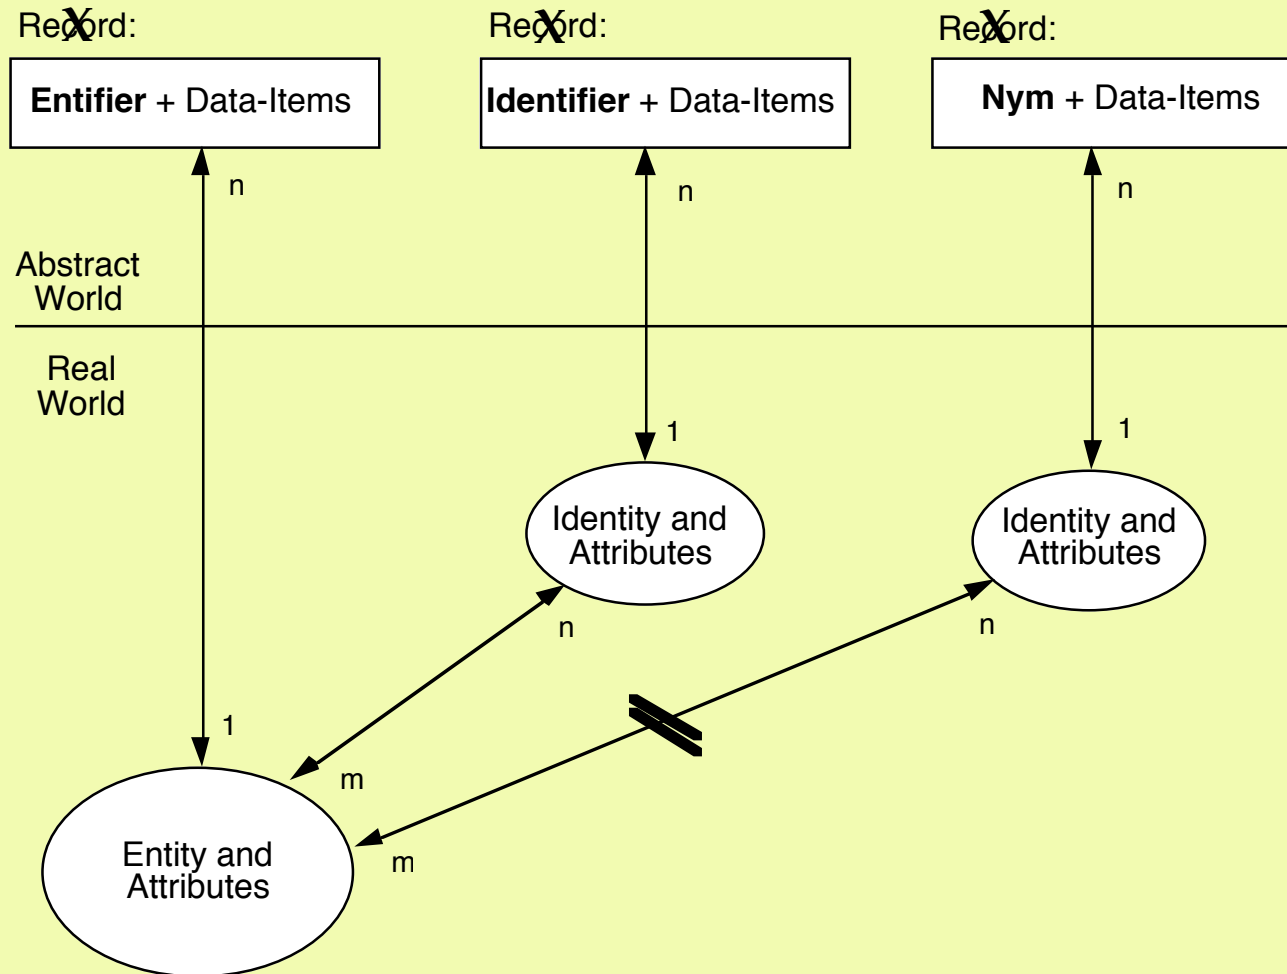 Record:
Record:
Record:
X
X
X
Entifier + Data-Items
Identifier + Data-Items
Nym + Data-Items
n
n
n
Abstract
World
Real
World
1
1
Identity and
Attributes
Identity and
Attributes
n
n
1
m
m
Entity and
Attributes